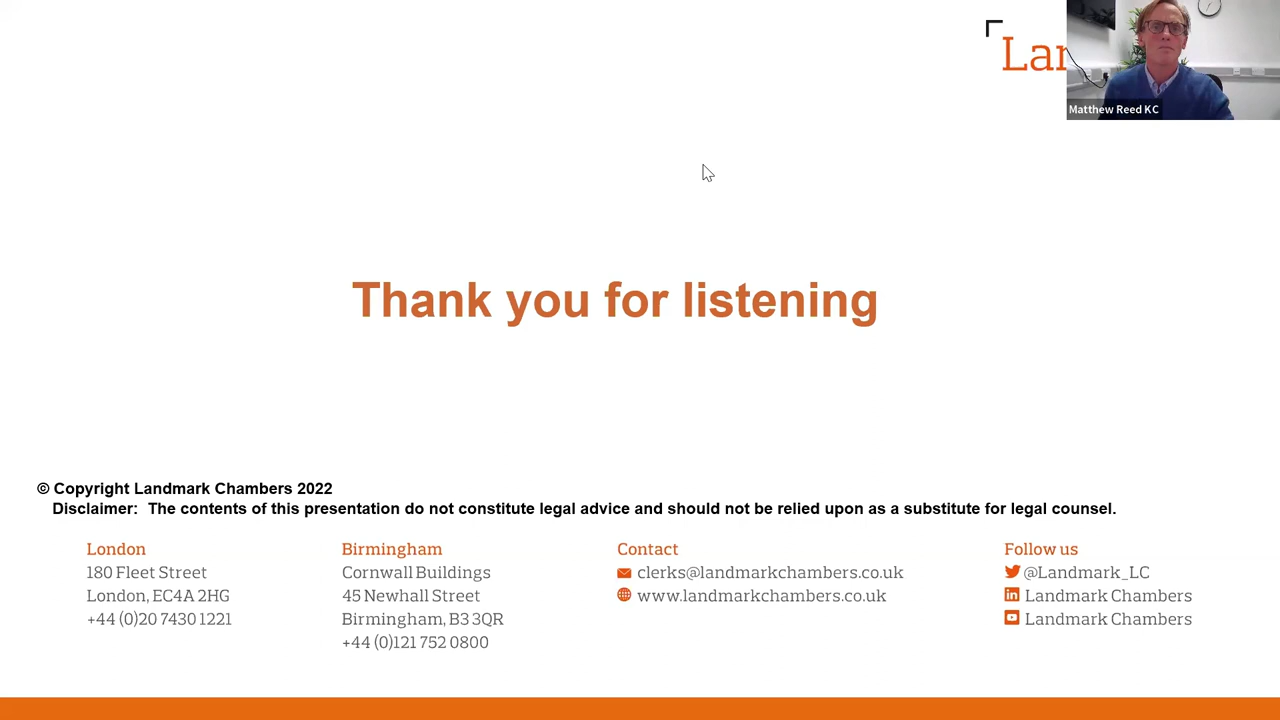 Lan
Matthew Reed KC
Thank you for listening
© Copyright Landmark Chambers 2022
Disclaimer: The contents of this presentation do not constitute legal advice and should not be relied upon as a substitute for legal counsel.
London
180 Fleet Street
London, EC4A 2HG
+44 (0)20 7430 1221
Birmingham
Cornwall Buildings
45 Newhall Street
Birmingham, B3 3QR
+44 (0)121 752 0800
Contact
clerks@landmarkchambers.co.uk
www.landmarkchambers.co.uk
Follow us
@Landmark_LC
Landmark Chambers
Landmark Chambers